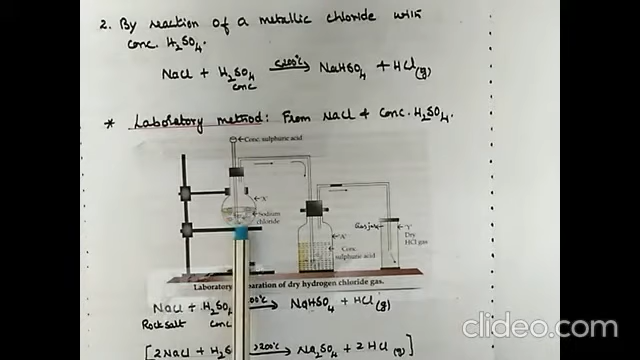 2. By reaction of a metallic chloride with
conc. H₂SO₄.
NaCl + H₂SO₄ <200°C → NaHSO₄ + HCl(g)
conc
* Laboratory method: From NaCl & conc. H₂SO₄.
Conc. sulphuric acid
'X'
Sodium
chloride
Gas jar
'Y'
Dry
HCl gas
'A'
Conc.
sulphuric acid
Laboratory of dry hydrogen chloride gas.
NaCl + H₂SO₄ 200°C → NaHSO₄ + HCl(g)
Rock salt conc
[2NaCl + H₂S >200°C → Na₂SO₄ + 2HCl(g)]
clideo.com